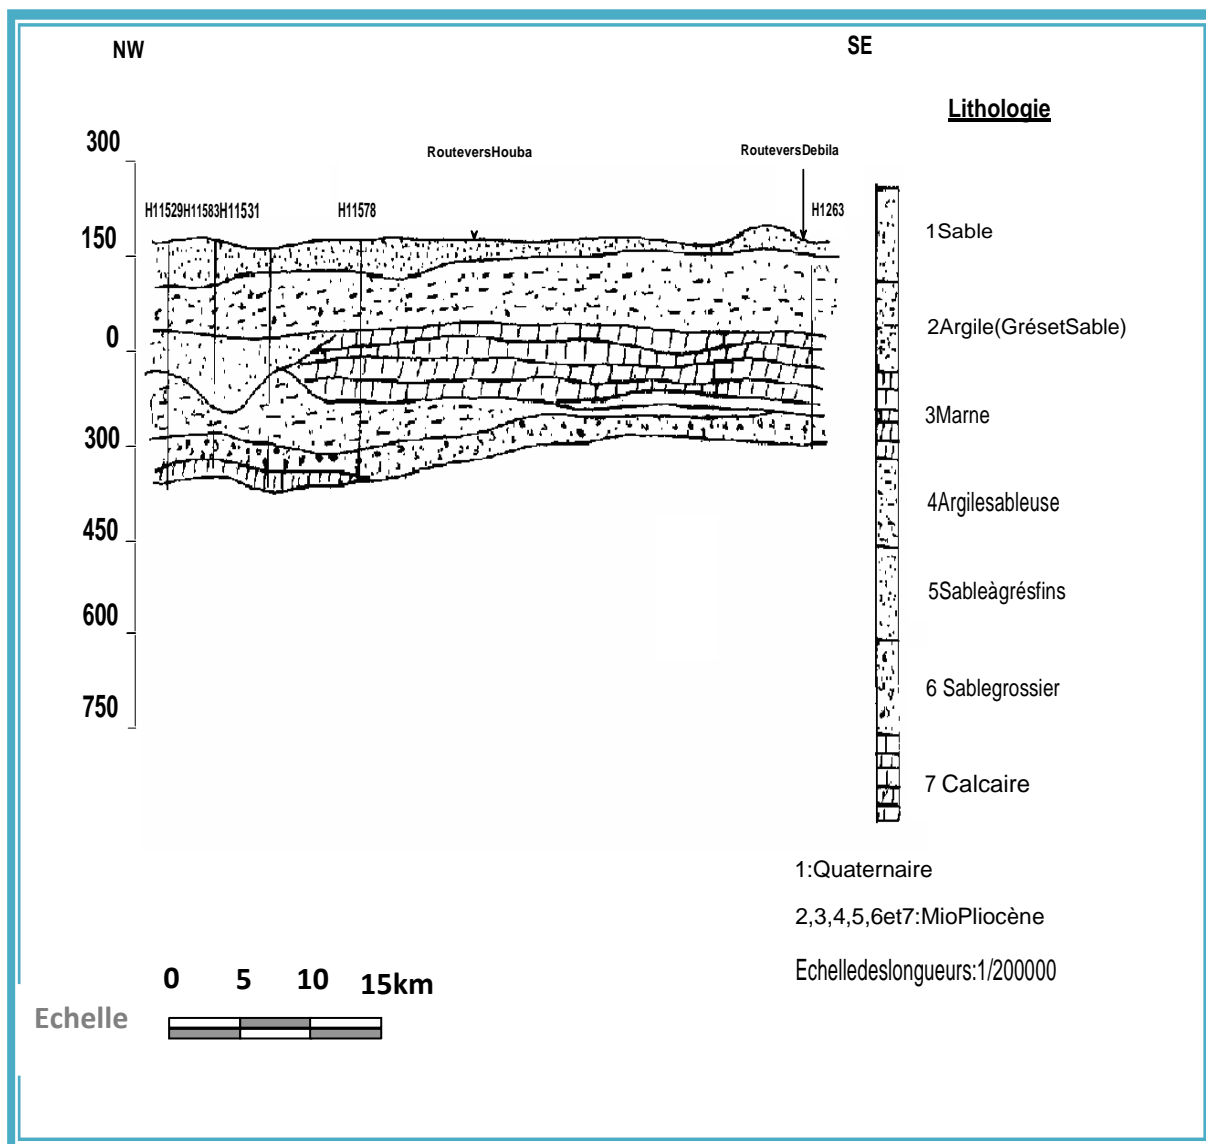 NW
SE
Lithologie
300
RouteversHouba
RouteversDebila
H11529H11583H11531
H11578
H1263
150
1Sable
0
2Argile(GrésetSable)
3Marne
300
4Argilesableuse
450
5Sableàgrésfins
600
6 Sablegrossier
750
7 Calcaire
1:Quaternaire
2,3,4,5,6et7:MioPliocène
Echelledeslongueurs:1/200000
0 5 10 15km
Echelle